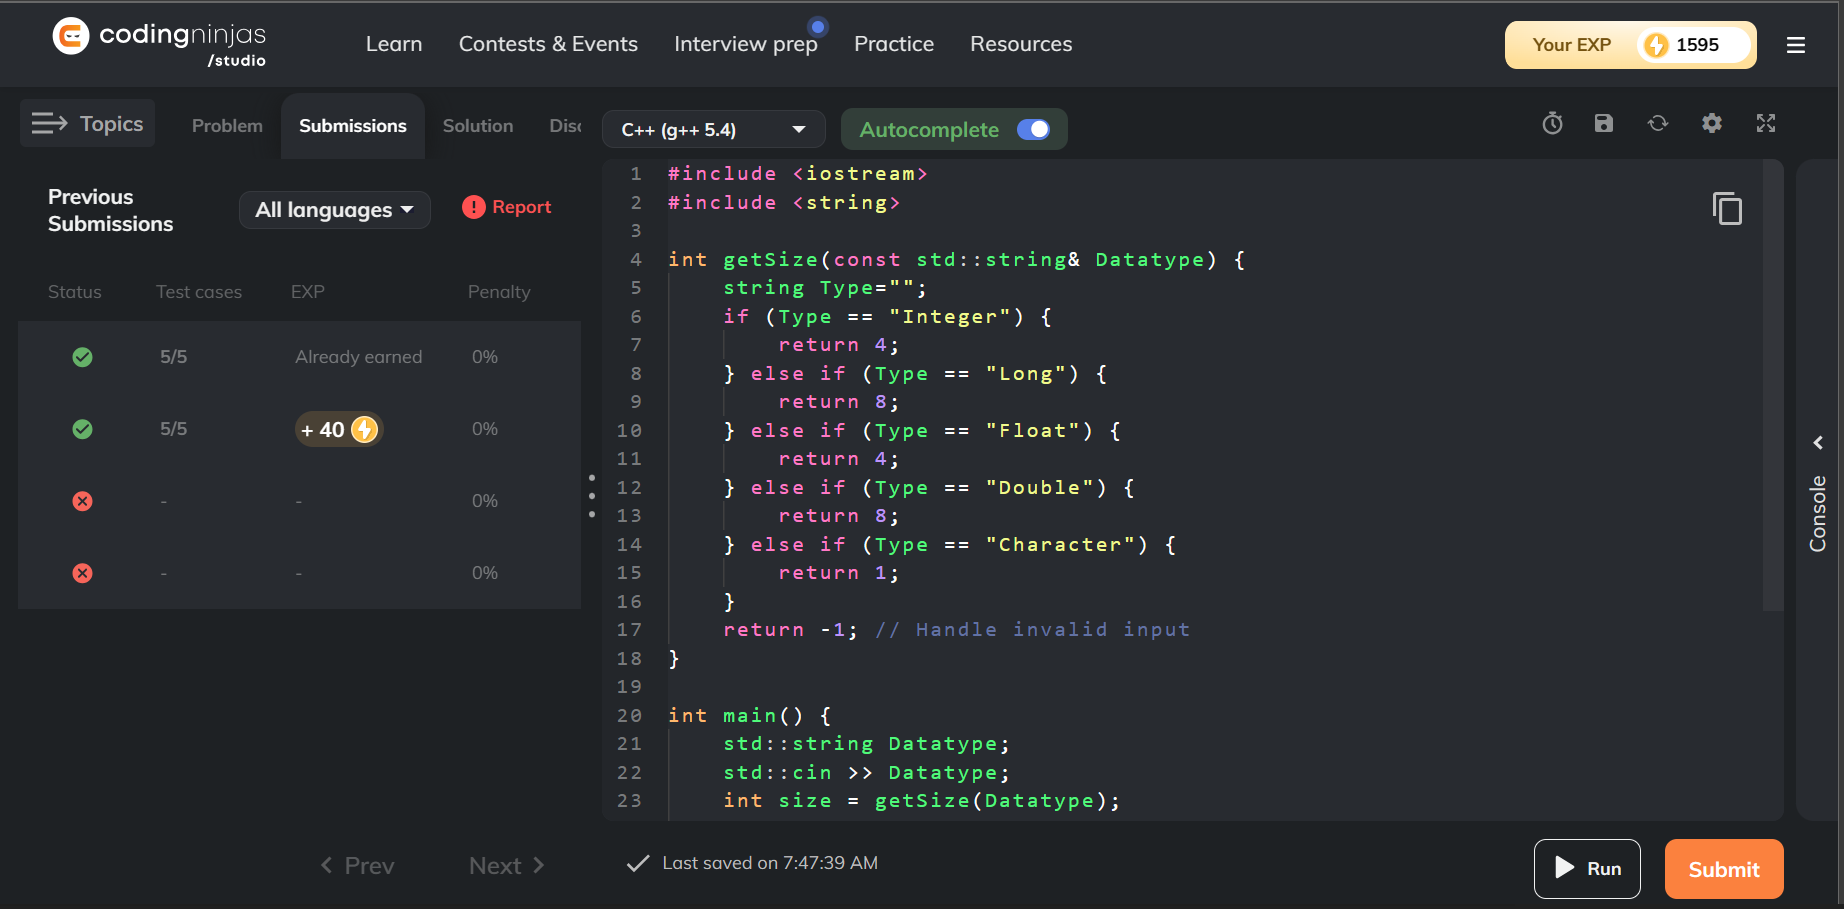 codingninjas
/studio
Learn
Contests & Events
Interview prep
Practice
Resources
Your EXP
1595
Topics
Problem
Submissions
Solution
Disc
C++ (g++ 5.4)
Autocomplete
Previous
Submissions
All languages
Report
Status
Test cases
EXP
Penalty
5/5
Already earned
0%
5/5
+ 40
0%
-
-
0%
-
-
0%
Prev
Next
1 #include <iostream>
2 #include <string>
3
4 int getSize(const std::string& Datatype) {
5     string Type="";
6     if (Type == "Integer") {
7         return 4;
8     } else if (Type == "Long") {
9         return 8;
10     } else if (Type == "Float") {
11         return 4;
12     } else if (Type == "Double") {
13         return 8;
14     } else if (Type == "Character") {
15         return 1;
16     }
17     return -1; // Handle invalid input
18 }
19
20 int main() {
21     std::string Datatype;
22     std::cin >> Datatype;
23     int size = getSize(Datatype);
Console
Last saved on 7:47:39 AM
Run
Submit